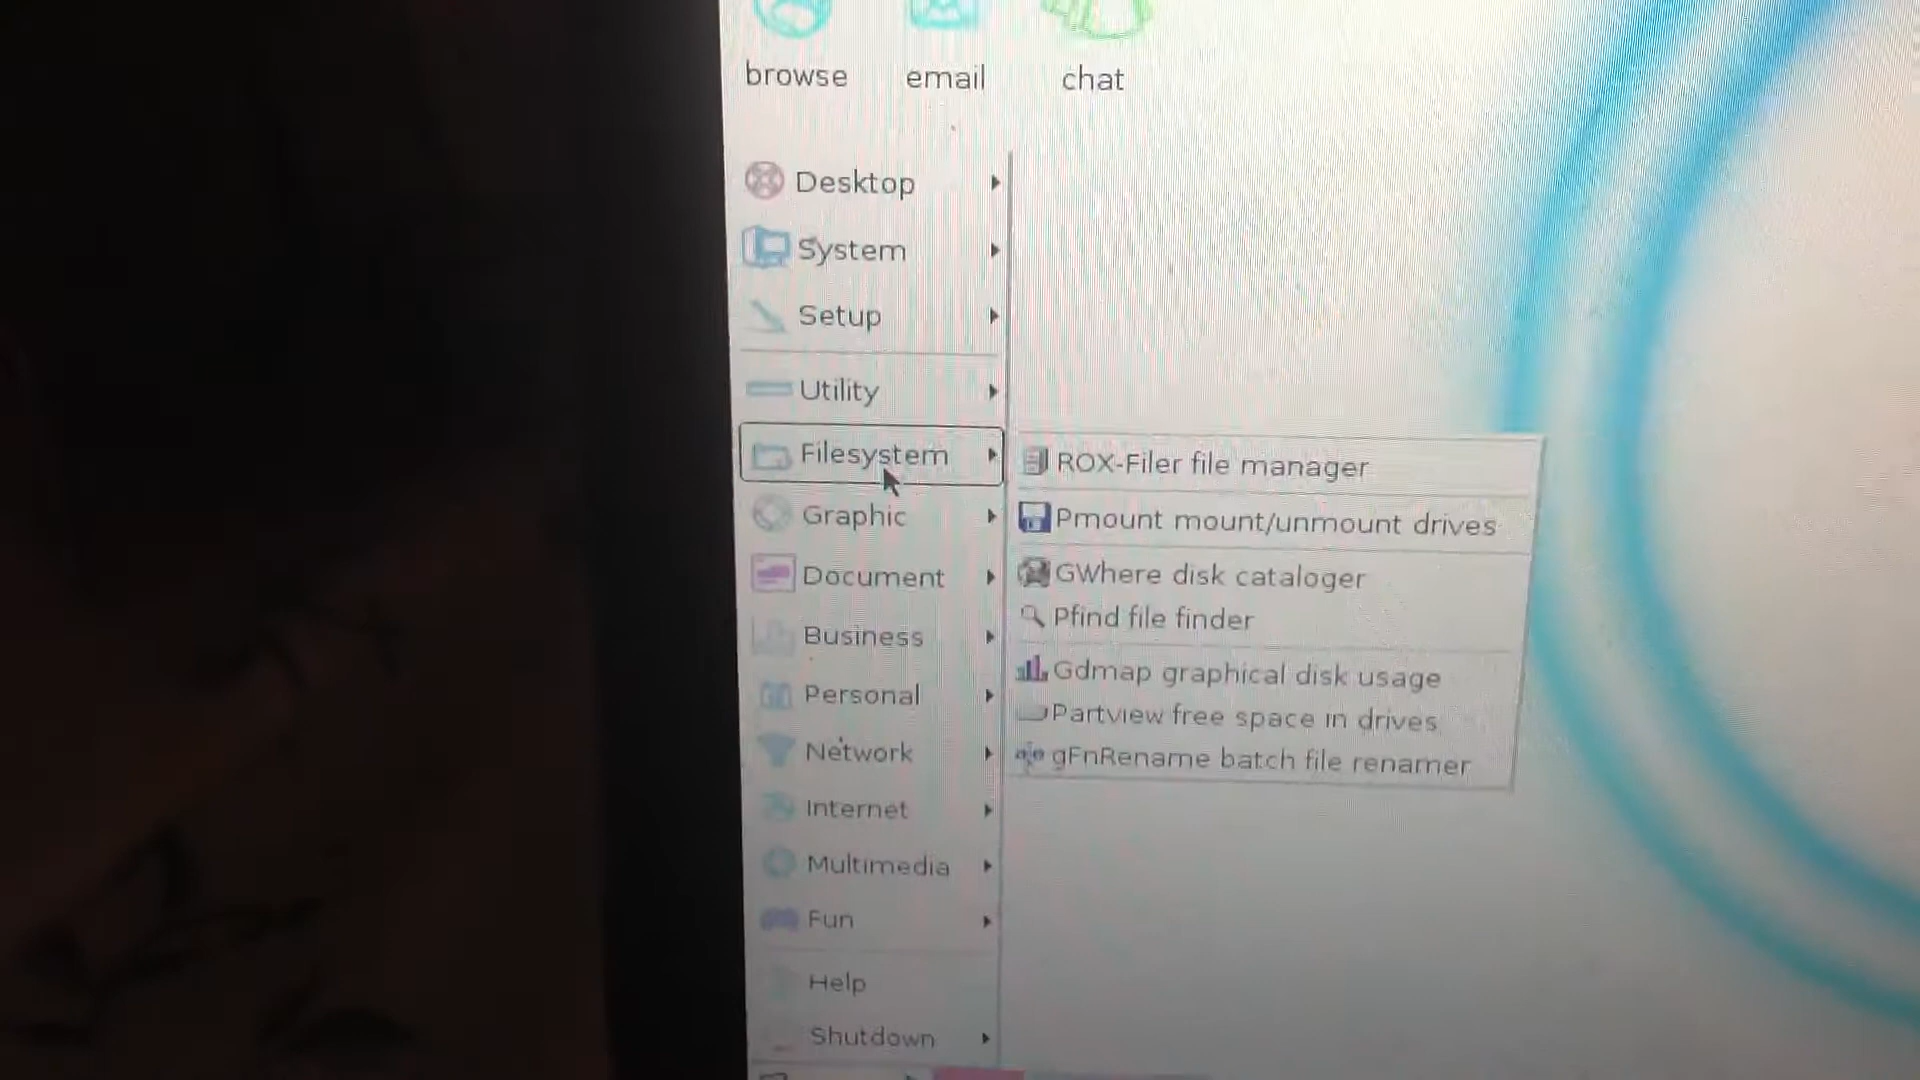 browse
email
chat
Desktop
System
Setup
Utility
Filesystem
Graphic
Document
Business
Personal
Network
Internet
Multimedia
Fun
Help
Shutdown
ROX-Filer file manager
Pmount mount/unmount drives
GWhere disk cataloger
Pfind file finder
Gdmap graphical disk usage
Partview free space in drives
gFnRename batch file renamer